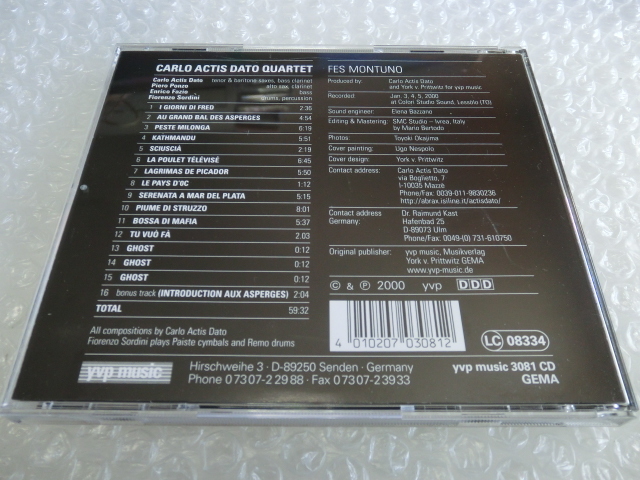 CARLO ACTIS DATO QUARTET
Carlo Actis Dato tenor & baritone saxes, bass clarinet
Piero Ponzo alto sax, clarinet
Enrico Fazio bass
Fiorenzo Sordini drums, percussion
1 I GIORNI DI FRED 2:35
2 AU GRAND BAL DES ASPERGES 4:54
3 PESTE MILONGA 6:19
4 KATHMANDU 5:51
5 SCIUSCIÀ 2:19
6 LA POULET TÉLÉVISÉ 6:45
7 LAGRIMAS DE PICADOR 5:50
8 LE PAYS D'OC 1:12
9 SERENATA A MAR DEL PLATA 5:15
10 PIUME DI STRUZZO 8:01
11 BOSSA DI MAFIA 5:37
12 TU VUÒ FÀ 2.03
13 GHOST 0:12
14 GHOST 0:12
15 GHOST 0:12
16 bonus track (INTRODUCTION AUX ASPERGES) 2:04
TOTAL 59:32
All compositions by Carlo Actis Dato
Fiorenzo Sordini plays Paiste cymbals and Remo drums
FES MONTUNO
Produced by: Carlo Actis Dato
and York v. Prittwitz for yvp music
Recorded: Jan. 3, 4, 5, 2000
at Colori Studio Sound, Lessolo (TO)
Sound engineer: Elena Bazzano
Editing & Mastering: SMC Studio – Ivrea, Italy
by Mario Bertodo
Photos: Toyoki Okajima
Cover painting: Ugo Nespolo
Cover design: York v. Prittwitz
Contact address: Carlo Actis Dato
via Boglietto, 7
I-10035 Mazzè
Phone/Fax: 0039-011-9830236
http://abrax.isiline.it/actisdato/
Contact address Germany: Dr. Raimund Kast
Hafenbad 25
D-89073 Ulm
Phone/Fax: 0049-(0) 731-610750
Original publisher: yvp music, Musikverlag
York v. Prittwitz GEMA
www.yvp-music.de
© & ℗ 2000 yvp DDD
4 010207 030812
LC 08334
yvp music 3081 CD
GEMA
yvp music
Hirschweihe 3 · D-89250 Senden · Germany
Phone 07307-22988 · Fax 07307-23933